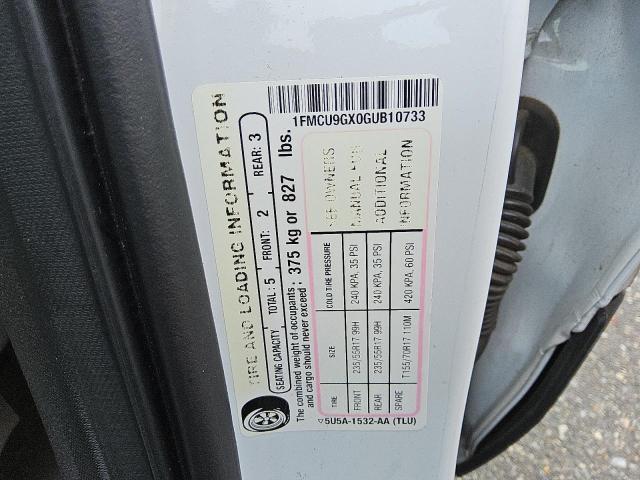 TIRE AND LOADING INFORMATION
SEATING CAPACITY TOTAL: 5 FRONT: 2 REAR: 3
The combined weight of occupants and cargo should never exceed : 375 kg or 827 lbs.
TIRE SIZE COLD TIRE PRESSURE
FRONT 235/55R17 99H 240 KPA, 35 PSI
REAR 235/55R17 99H 240 KPA, 35 PSI
SPARE T155/70R17 110M 420 KPA, 60 PSI
SEE OWNERS
MANUAL FOR
ADDITIONAL
INFORMATION
5U5A-1532-AA (TLU)
1FMCU9GX0GUB10733